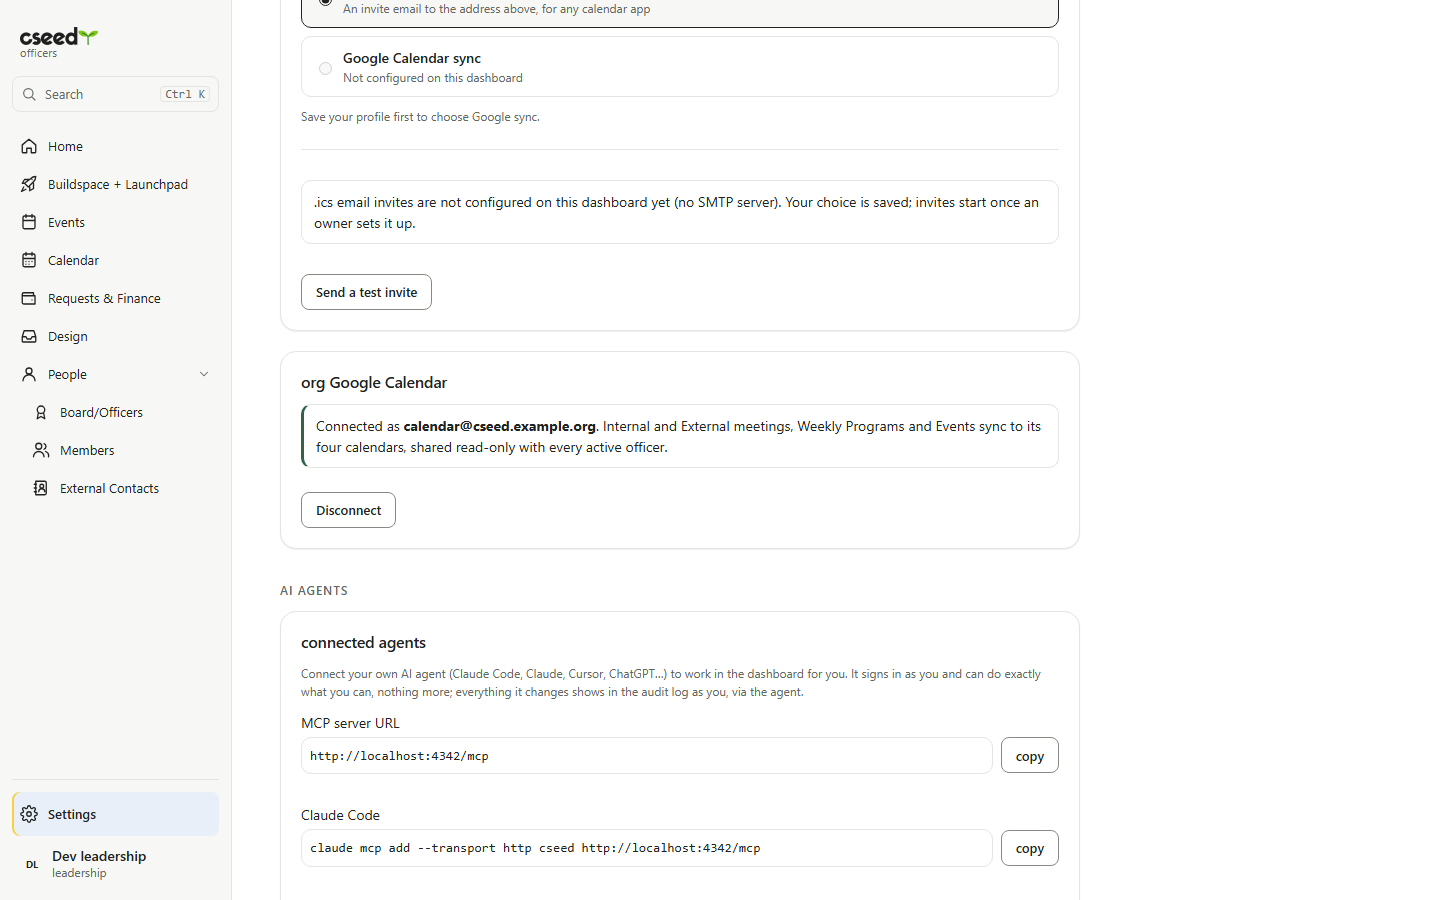 cseed
officers
Search
Ctrl K
Home
Buildspace + Launchpad
Events
Calendar
Requests & Finance
Design
People
Board/Officers
Members
External Contacts
Settings
DL
Dev leadership
leadership
An invite email to the address above, for any calendar app
Google Calendar sync
Not configured on this dashboard
Save your profile first to choose Google sync.
.ics email invites are not configured on this dashboard yet (no SMTP server). Your choice is saved; invites start once an
owner sets it up.
Send a test invite
org Google Calendar
Connected as calendar@cseed.example.org. Internal and External meetings, Weekly Programs and Events sync to its
four calendars, shared read-only with every active officer.
Disconnect
AI AGENTS
connected agents
Connect your own AI agent (Claude Code, Claude, Cursor, ChatGPT...) to work in the dashboard for you. It signs in as you and can do exactly
what you can, nothing more; everything it changes shows in the audit log as you, via the agent.
MCP server URL
http://localhost:4342/mcp
copy
Claude Code
claude mcp add --transport http cseed http://localhost:4342/mcp
copy